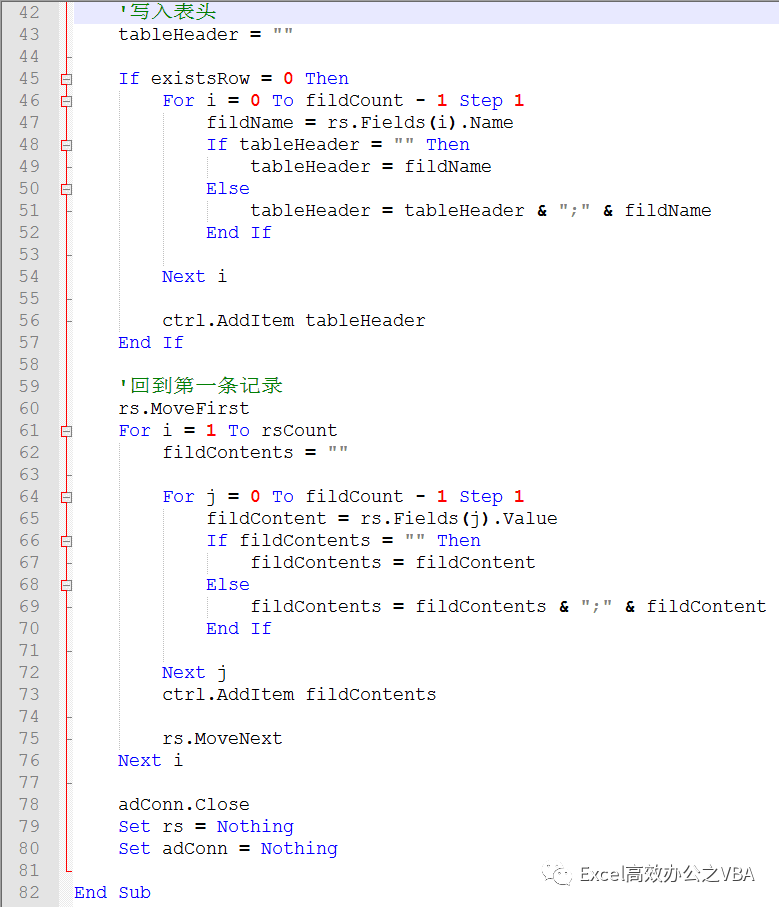 42 '写入表头
43 tableHeader = ""
44
45 If existsRow = 0 Then
46 For i = 0 To fildCount - 1 Step 1
47 fildName = rs.Fields(i).Name
48 If tableHeader = "" Then
49 tableHeader = fildName
50 Else
51 tableHeader = tableHeader & ";" & fildName
52 End If
53
54 Next i
55
56 ctrl.AddItem tableHeader
57 End If
58
59 '回到第一条记录
60 rs.MoveFirst
61 For i = 1 To rsCount
62 fildContents = ""
63
64 For j = 0 To fildCount - 1 Step 1
65 fildContent = rs.Fields(j).Value
66 If fildContents = "" Then
67 fildContents = fildContent
68 Else
69 fildContents = fildContents & ";" & fildContent
70 End If
71
72 Next j
73 ctrl.AddItem fildContents
74
75 rs.MoveNext
76 Next i
77
78 adConn.Close
79 Set rs = Nothing
80 Set adConn = Nothing
81
82 End Sub
Excel高效办公之VBA